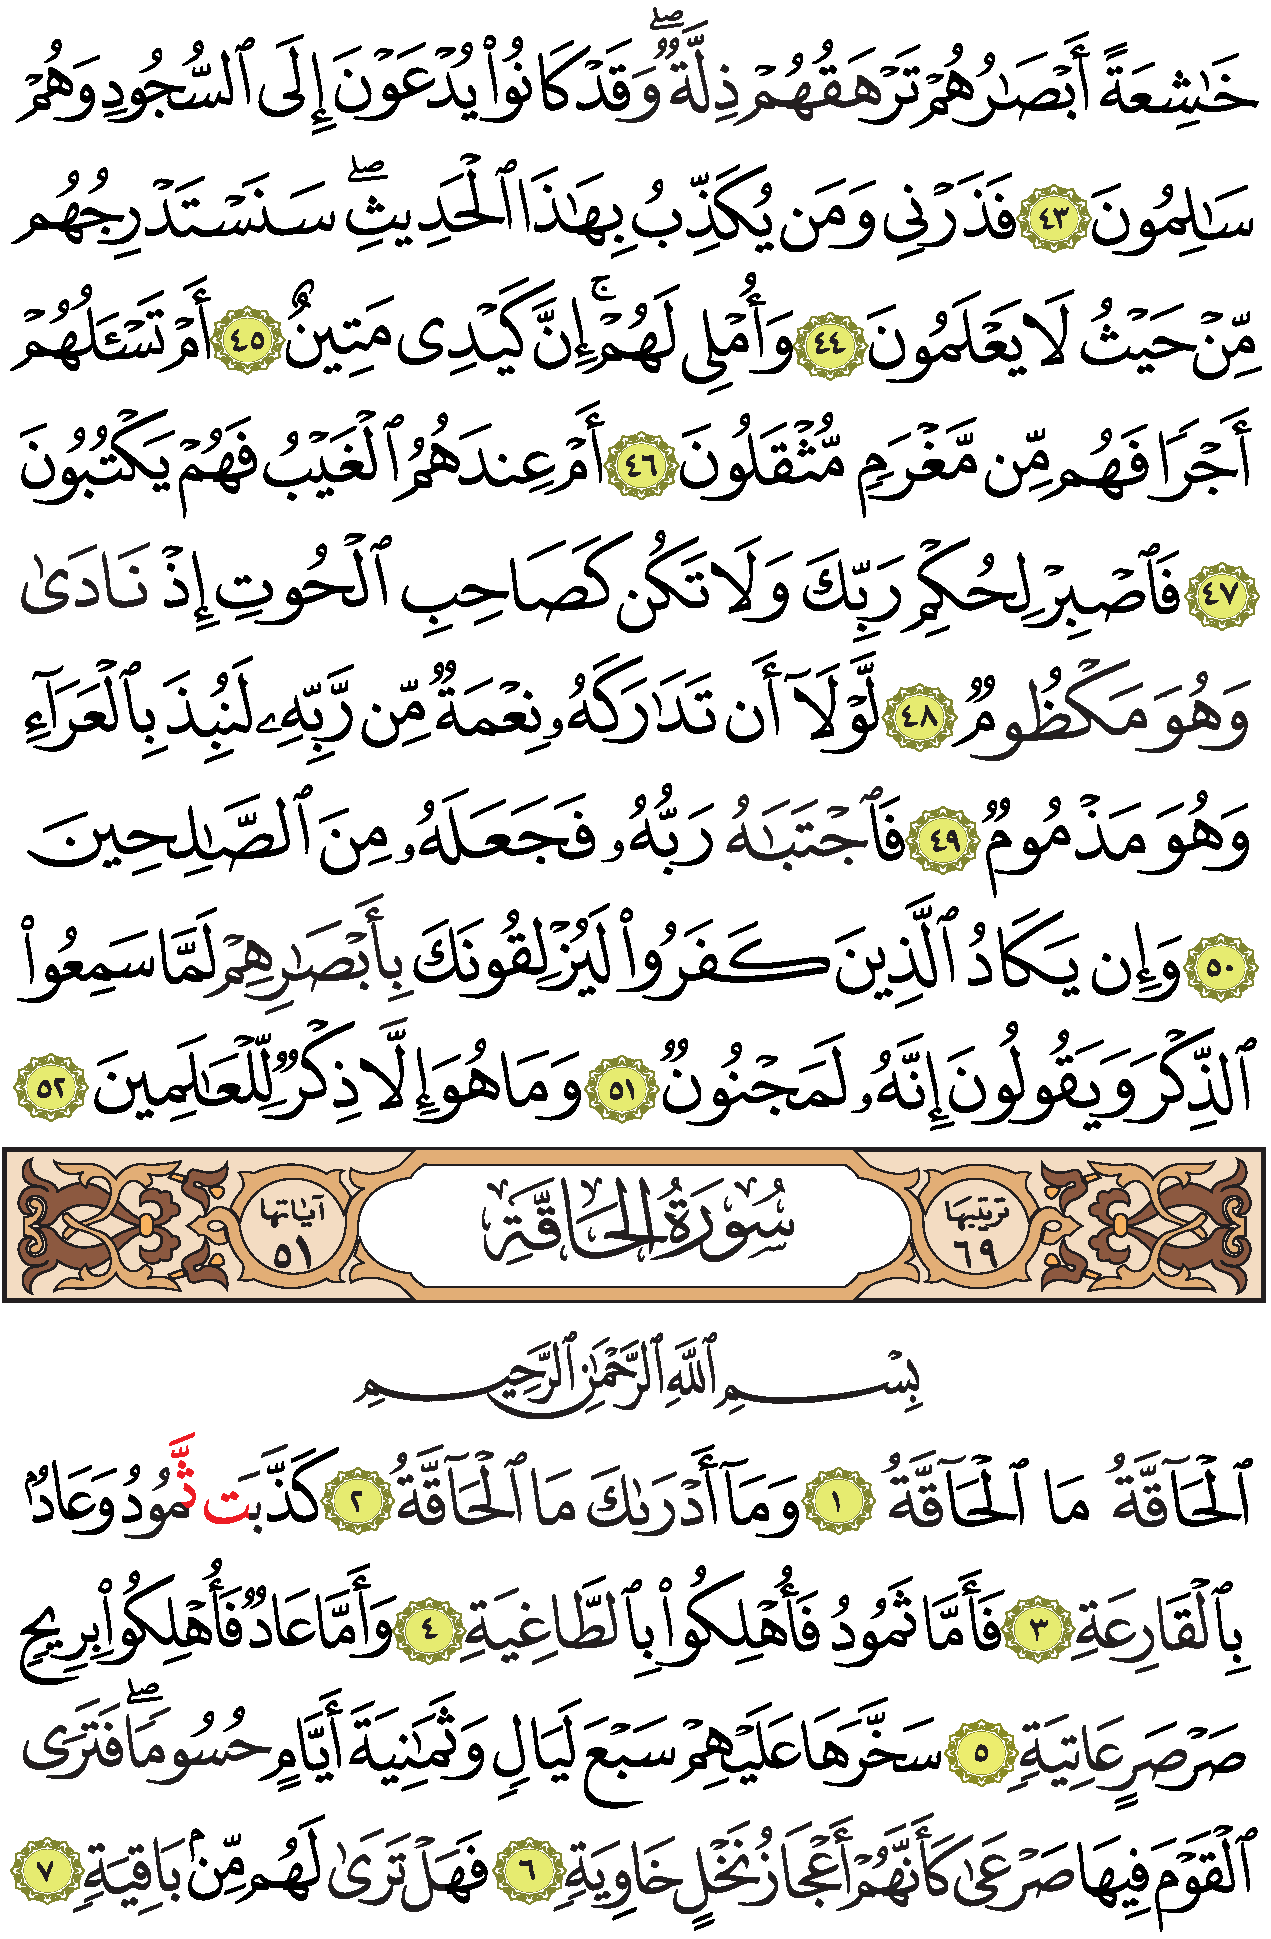 خَٰشِعَةً أَبْصَٰرُهُمْ تَرْهَقُهُمْ ذِلَّةٌ ۖ وَقَدْ كَانُوا۟ يُدْعَوْنَ إِلَى ٱلسُّجُودِ وَهُمْ
سَٰلِمُونَ ٤٣ فَذَرْنِي وَمَن يُكَذِّبُ بِهَٰذَا ٱلْحَدِيثِ ۖ سَنَسْتَدْرِجُهُم
مِّنْ حَيْثُ لَا يَعْلَمُونَ ٤٤ وَأُمْلِى لَهُمْ ۚ إِنَّ كَيْدِى مَتِينٌ ٤٥ أَمْ تَسْـَٔلُهُمْ
أَجْرًا فَهُم مِّن مَّغْرَمٍ مُّثْقَلُونَ ٤٦ أَمْ عِندَهُمُ ٱلْغَيْبُ فَهُمْ يَكْتُبُونَ
٤٧ فَٱصْبِرْ لِحُكْمِ رَبِّكَ وَلَا تَكُن كَصَاحِبِ ٱلْحُوتِ إِذْ نَادَىٰ
وَهُوَ مَكْظُومٌ ٤٨ لَّوْلَآ أَن تَدَٰرَكَهُۥ نِعْمَةٌ مِّن رَّبِّهِۦ لَنُبِذَ بِٱلْعَرَآءِ
وَهُوَ مَذْمُومٌ ٤٩ فَٱجْتَبَٰهُ رَبُّهُۥ فَجَعَلَهُۥ مِنَ ٱلصَّٰلِحِينَ
٥٠ وَإِن يَكَادُ ٱلَّذِينَ كَفَرُوا۟ لَيُزْلِقُونَكَ بِأَبْصَٰرِهِمْ لَمَّا سَمِعُوا۟
ٱلذِّكْرَ وَيَقُولُونَ إِنَّهُۥ لَمَجْنُونٌ ٥١ وَمَا هُوَ إِلَّا ذِكْرٌ لِّلْعَٰلَمِينَ ٥٢
ترتيبها ٦٩ سُورَةُ الحَاقَّةِ آياتها ٥١
بِسْمِ ٱللَّهِ ٱلرَّحْمَٰنِ ٱلرَّحِيمِ
ٱلْحَآقَّةُ مَا ٱلْحَآقَّةُ ١ وَمَآ أَدْرَىٰكَ مَا ٱلْحَآقَّةُ ٢ كَذَّبَت ثَّمُودُ وَعَادٌۢ
بِٱلْقَارِعَةِ ٣ فَأَمَّا ثَمُودُ فَأُهْلِكُوا۟ بِٱلطَّاغِيَةِ ٤ وَأَمَّا عَادٌ فَأُهْلِكُوا۟ بِرِيحٍ
صَرْصَرٍ عَاتِيَةٍ ٥ سَخَّرَهَا عَلَيْهِمْ سَبْعَ لَيَالٍ وَثَمَٰنِيَةَ أَيَّامٍ حُسُومًا ۖ فَتَرَى
ٱلْقَوْمَ فِيهَا صَرْعَىٰ كَأَنَّهُمْ أَعْجَازُ نَخْلٍ خَاوِيَةٍ ٦ فَهَلْ تَرَىٰ لَهُم مِّنۢ بَاقِيَةٍ ٧